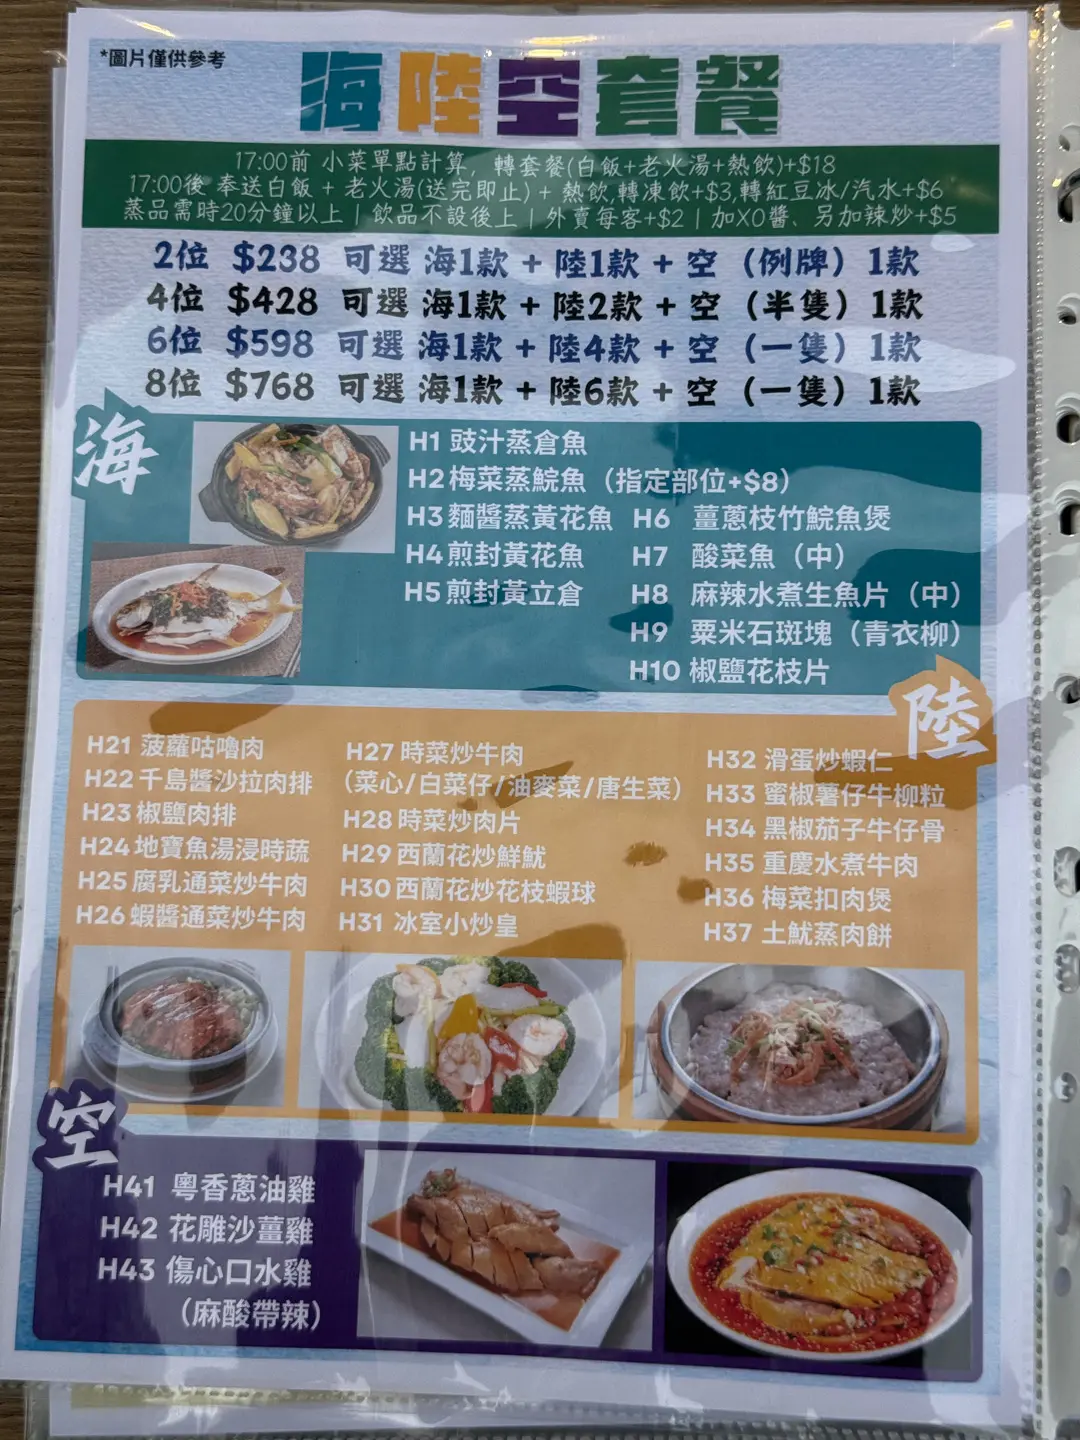 *圖片僅供參考
海陸空套餐
17:00前 小菜單點計算，轉套餐(白飯+老火湯+熱飲)+$18
17:00後 奉送白飯 + 老火湯(送完即止) + 熱飲,轉凍飲+$3,轉紅豆冰/汽水+$6
蒸品需時20分鐘以上 | 飲品不設後上 | 外賣每客+$2 | 加XO醬、另加辣炒+$5
2位 $238 可選 海1款 + 陸1款 + 空（例牌）1款
4位 $428 可選 海1款 + 陸2款 + 空（半隻）1款
6位 $598 可選 海1款 + 陸4款 + 空（一隻）1款
8位 $768 可選 海1款 + 陸6款 + 空（一隻）1款
海
H1 豉汁蒸倉魚
H2 梅菜蒸鯇魚（指定部位+$8）
H3 麵醬蒸黃花魚
H4 煎封黃花魚
H5 煎封黃立倉
H6 薑蔥枝竹鯇魚煲
H7 酸菜魚（中）
H8 麻辣水煮生魚片（中）
H9 粟米石斑塊（青衣柳）
H10 椒鹽花枝片
陸
H21 菠蘿咕嚕肉
H22 千島醬沙拉肉排
H23 椒鹽肉排
H24 地寶魚湯浸時蔬
H25 腐乳通菜炒牛肉
H26 蝦醬通菜炒牛肉
H27 時菜炒牛肉
（菜心/白菜仔/油麥菜/唐生菜）
H28 時菜炒肉片
H29 西蘭花炒鮮魷
H30 西蘭花炒花枝蝦球
H31 冰室小炒皇
H32 滑蛋炒蝦仁
H33 蜜椒薯仔牛柳粒
H34 黑椒茄子牛仔骨
H35 重慶水煮牛肉
H36 梅菜扣肉煲
H37 土魷蒸肉餅
空
H41 粵香蔥油雞
H42 花雕沙薑雞
H43 傷心口水雞
（麻酸帶辣）